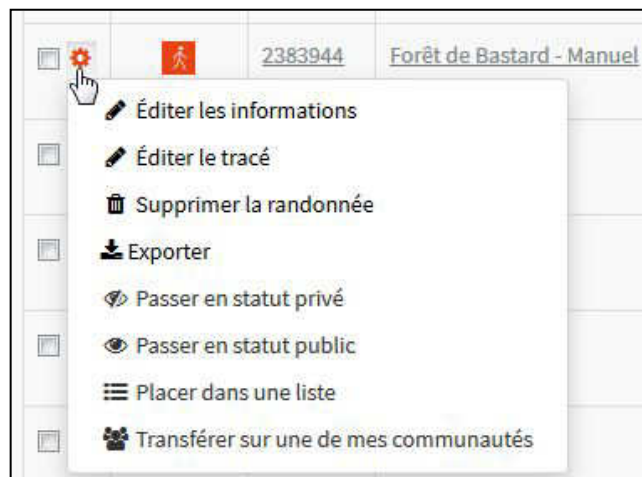 2383944 Forêt de Bastard - Manuel
Éditer les informations
Éditer le tracé
Supprimer la randonnée
Exporter
Passer en statut privé
Passer en statut public
Placer dans une liste
Transférer sur une de mes communautés